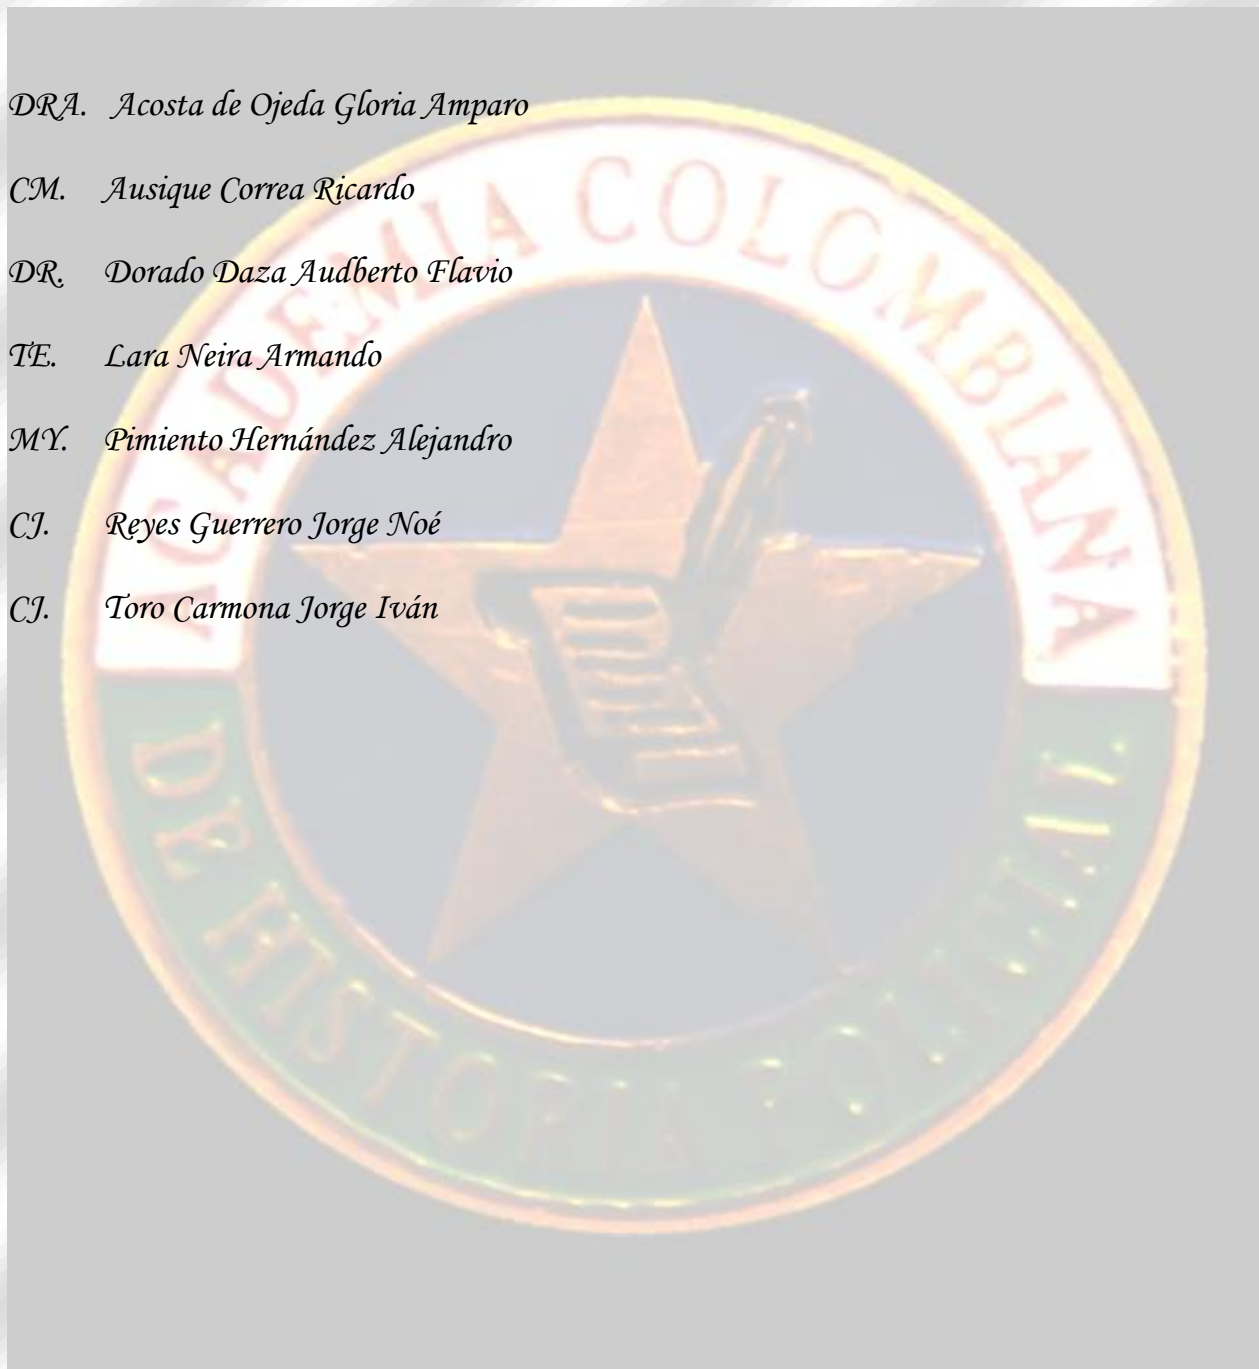 DRA. Acosta de Ojeda Gloria Amparo
CM. Ausique Correa Ricardo
DR. Dorado Daza Audberto Flavio
TE. Lara Neira Armando
MY. Pimiento Hernández Alejandro
CJ. Reyes Guerrero Jorge Noé
CJ. Toro Carmona Jorge Iván
ACADEMIA COLOMBIANA
DE HISTORIA POLICIAL